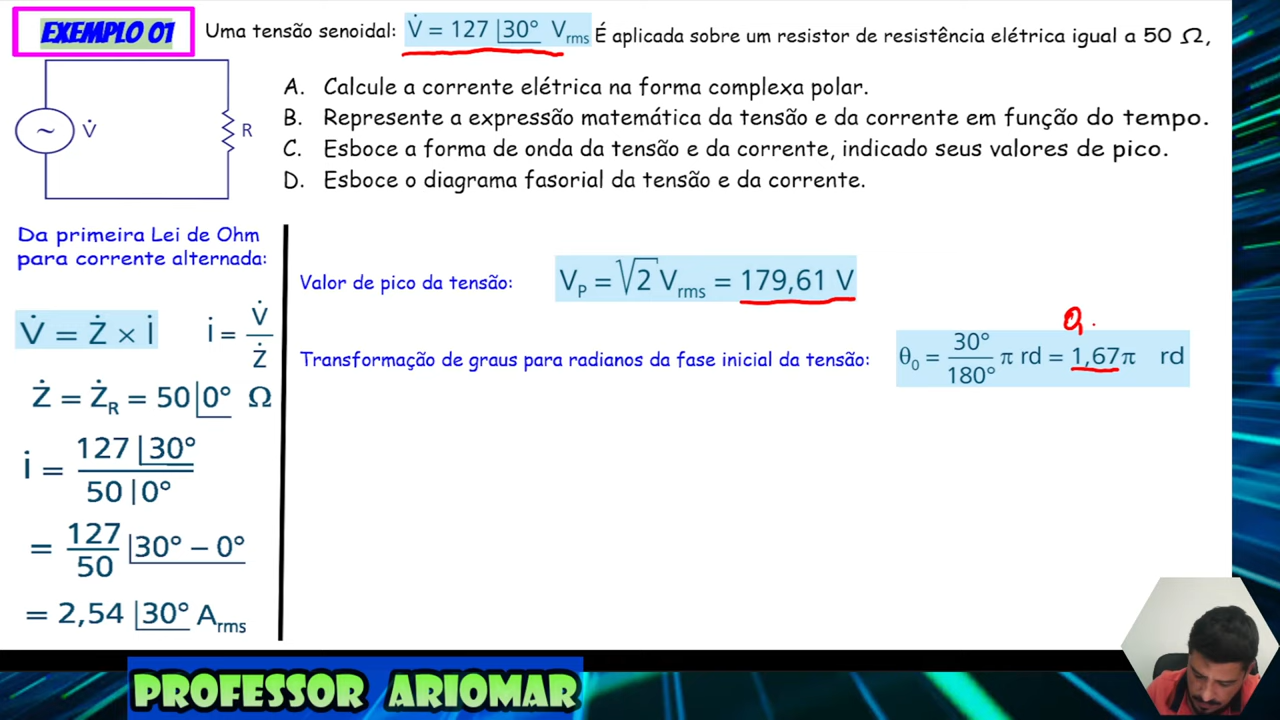 EXEMPLO 01
Uma tensão senoidal: V̇ = 127 |30° Vrms É aplicada sobre um resistor de resistência elétrica igual a 50 Ω,
A. Calcule a corrente elétrica na forma complexa polar.
B. Represente a expressão matemática da tensão e da corrente em função do tempo.
C. Esboce a forma de onda da tensão e da corrente, indicado seus valores de pico.
D. Esboce o diagrama fasorial da tensão e da corrente.
~ V̇ R
Da primeira Lei de Ohm
para corrente alternada:
V̇ = Ż × İ
İ = V̇ / Ż
Ż = ŻR = 50 |0° Ω
İ = 127 |30° / 50 |0°
= 127/50 |30° – 0°
= 2,54 |30° Arms
Valor de pico da tensão: VP = √2 Vrms = 179,61 V
0,
Transformação de graus para radianos da fase inicial da tensão: θ0 = 30°/180° π rd = 1,67π rd
PROFESSOR ARIOMAR